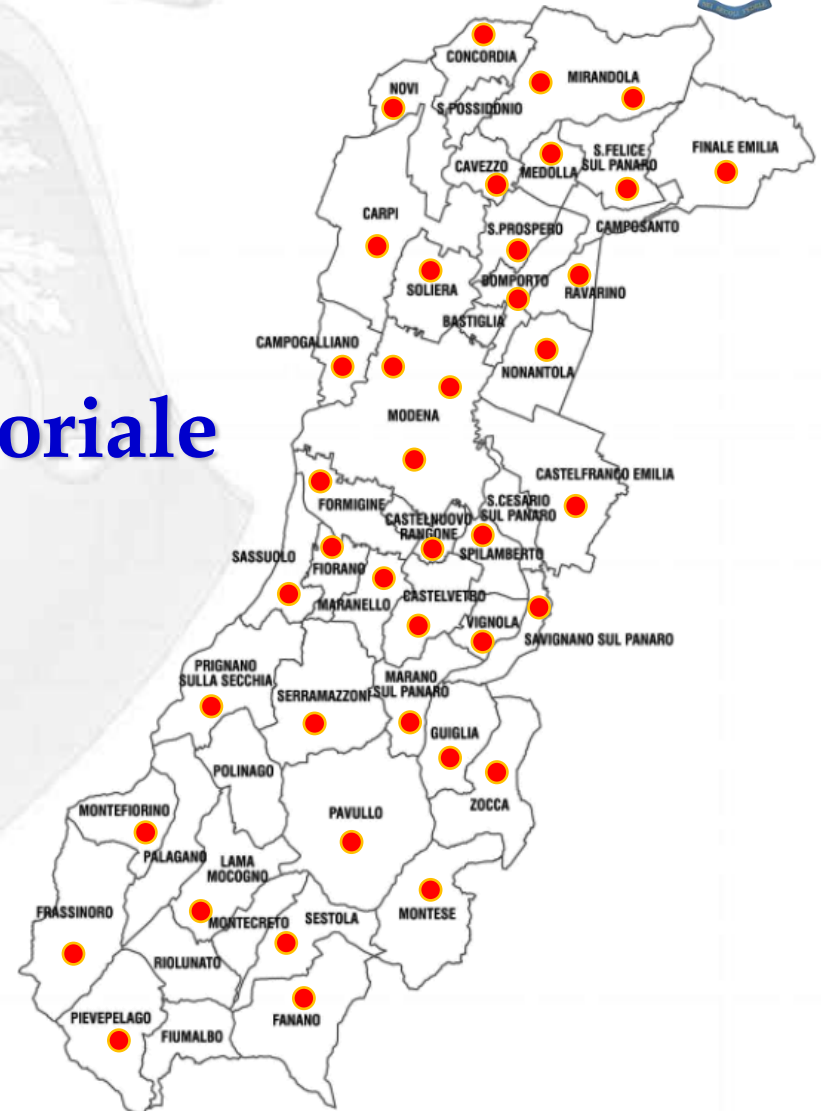 CONCORDIA
MIRANDOLA
NOVI
S.POSSIDONIO
FINALE EMILIA
S.FELICE
SUL PANARO
CAVEZZO
MEDOLLA
CARPI
CAMPOSANTO
S.PROSPERO
BOMPORTO
SOLIERA
RAVARINO
BASTIGLIA
CAMPOGALLIANO
NONANTOLA
MODENA
oriale
CASTELFRANCO EMILIA
FORMIGINE
S.CESARIO
SUL PANARO
CASTELNUOVO
RANGONE
SPILAMBERTO
SASSUOLO
FIORANO
MARANELLO
CASTELVETRO
VIGNOLA
SAVIGNANO SUL PANARO
PRIGNANO
SULLA SECCHIA
MARANO
SUL PANARO
SERRAMAZZONI
GUIGLIA
POLINAGO
ZOCCA
MONTEFIORINO
PAVULLO
PALAGANO
LAMA
MOCOGNO
FRASSINORO
MONTECRETO
SESTOLA
MONTESE
RIOLUNATO
PIEVEPELAGO
FIUMALBO
FANANO